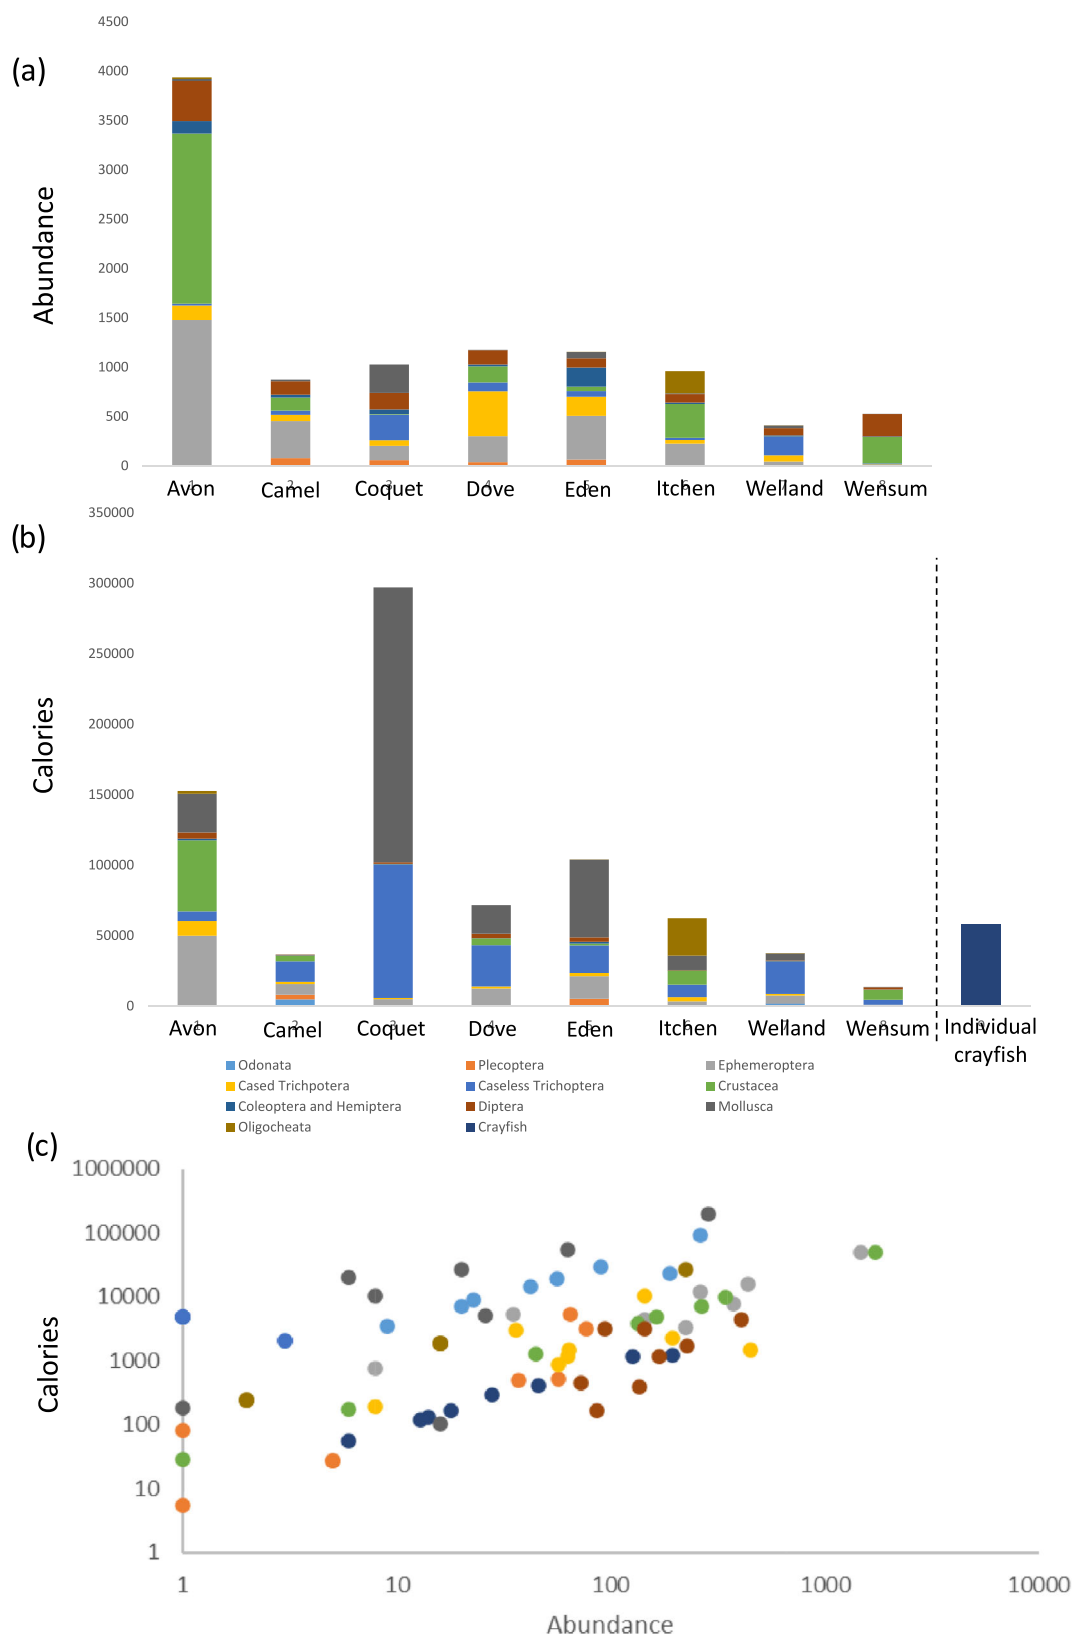 4500
(a)
4000
3500
3000
2500
2000
1500
1000
500
0
Abundance
Avon Camel Coquet Dove Eden Itchen Welland Wensum
350000
(b)
300000
250000
200000
150000
100000
50000
0
Calories
Avon Camel Coquet Dove Eden Itchen Welland Wensum Individual
crayfish
Odonata Plecoptera Ephemeroptera
Cased Trichpotera Caseless Trichoptera Crustacea
Coleoptera and Hemiptera Diptera Mollusca
Oligocheata Crayfish
(c)
1000000
100000
10000
1000
100
10
1
Calories
1 10 100 1000 10000
Abundance